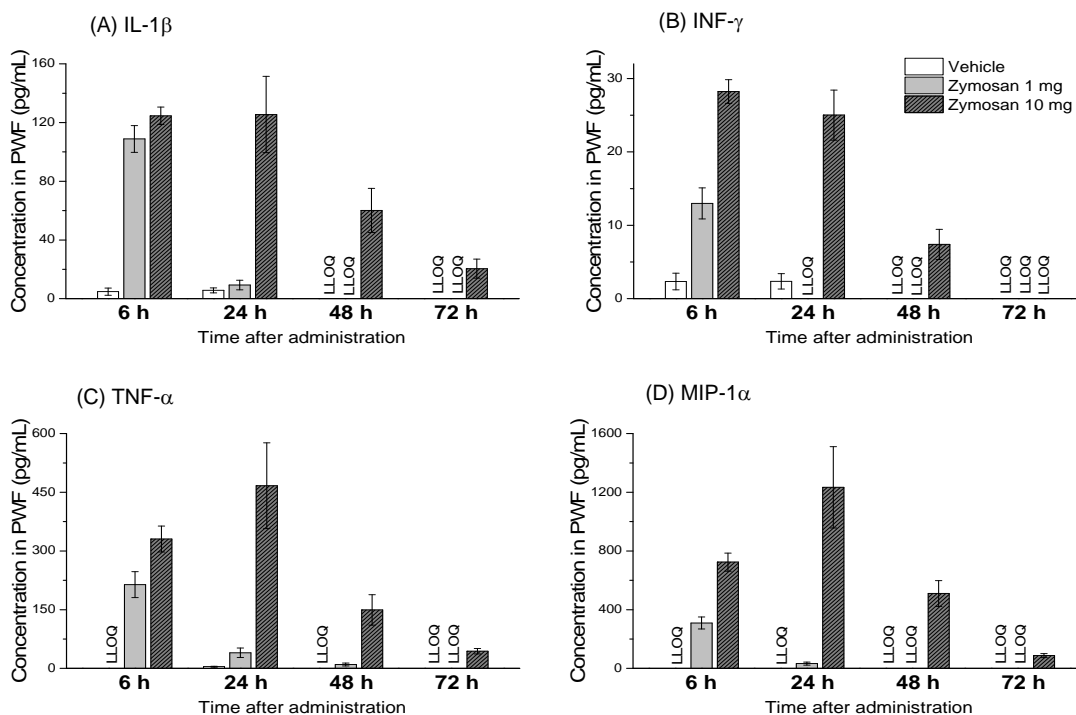 (A) IL-1β
Concentration in PWF (pg/mL)
160
120
80
40
0
LLOQ
LLOQ
LLOQ
LLOQ
6 h
24 h
48 h
72 h
Time after administration
(B) INF-γ
Vehicle
Zymosan 1 mg
Zymosan 10 mg
Concentration in PWF (pg/mL)
30
20
10
0
LLOQ
LLOQ
LLOQ
LLOQ
LLOQ
LLOQ
6 h
24 h
48 h
72 h
Time after administration
(C) TNF-α
Concentration in PWF (pg/mL)
600
450
300
150
0
LLOQ
LLOQ
LLOQ
LLOQ
6 h
24 h
48 h
72 h
Time after administration
(D) MIP-1α
Concentration in PWF (pg/mL)
1600
1200
800
400
0
LLOQ
LLOQ
LLOQ
LLOQ
LLOQ
LLOQ
6 h
24 h
48 h
72 h
Time after administration